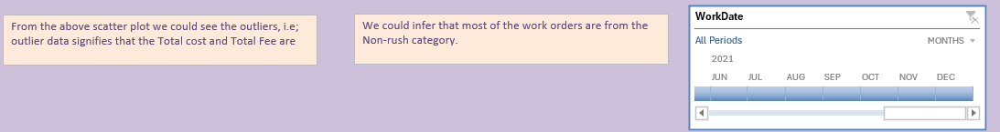 From the above scatter plot we could see the outliers, i.e;
outlier data signifies that the Total cost and Total Fee are
We could infer that most of the work orders are from the
Non-rush category.
WorkDate
All Periods MONTHS
2021
JUN JUL AUG SEP OCT NOV DEC